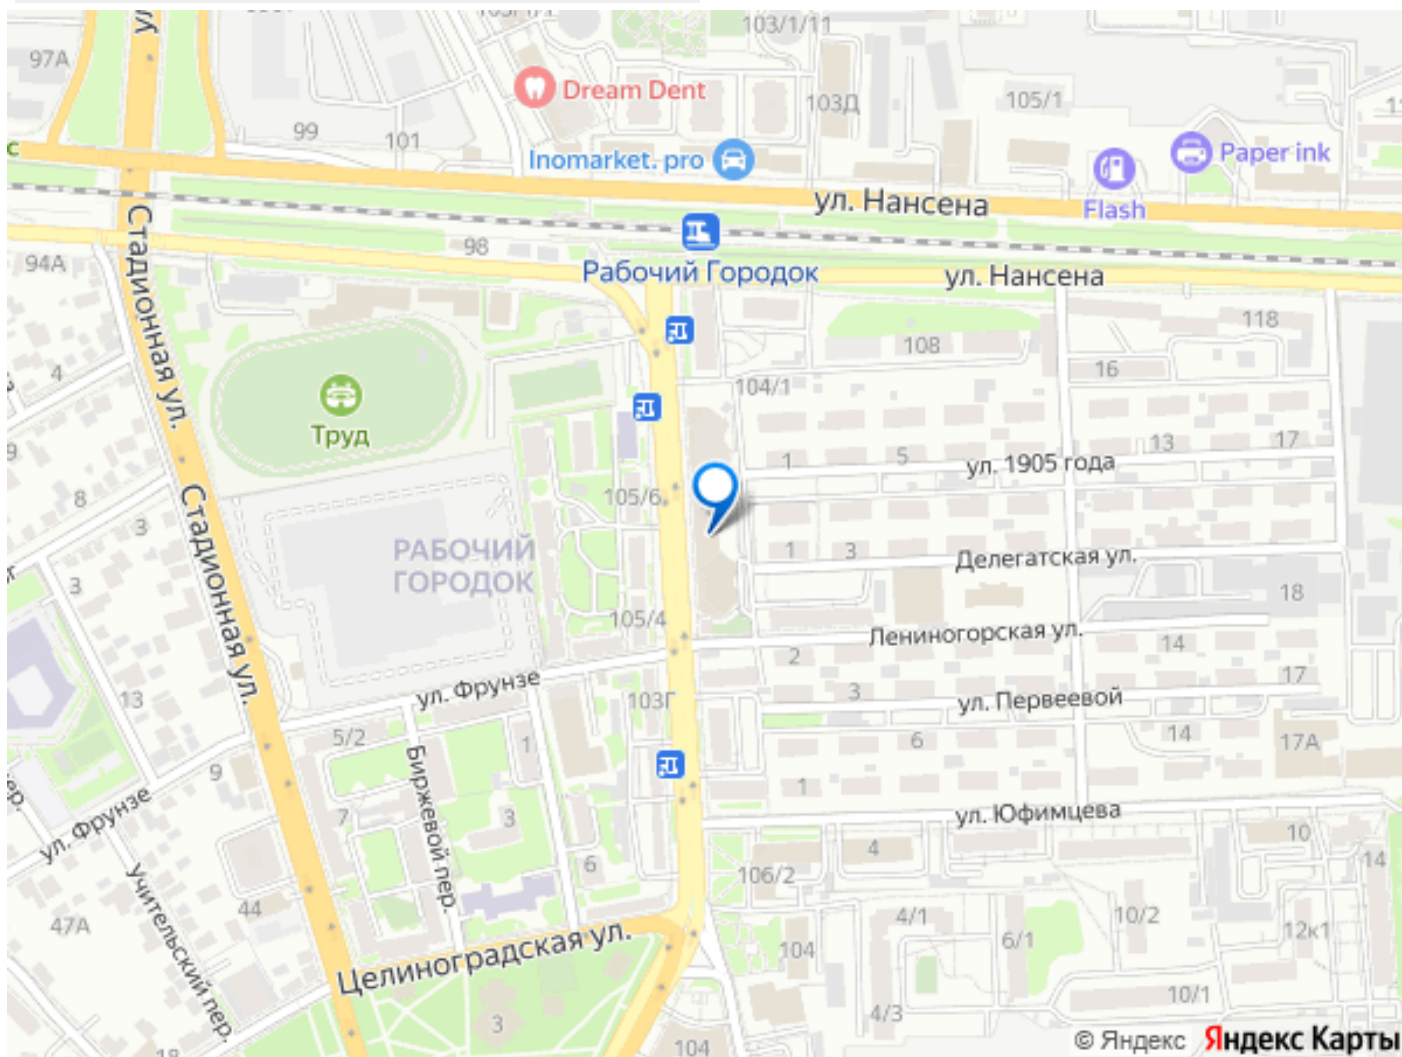 103/1/11
97А
Dream Dent
103Д
105/1
99
101
Inomarket. pro
Paper ink
Flash
ул. Нансена
98
94А
Рабочий Городок
ул. Нансена
Стадионная ул.
118
108
16
4
104/1
Труд
13
17
1
5
ул. 1905 года
9
8
3
105/6
Стадионная ул.
РАБОЧИЙ
ГОРОДОК
1
3
Делегатская ул.
3
18
105/4
Лениногорская ул.
14
2
17
13
ул. Фрунзе
103Г
3
ул. Первеевой
5/2
1
6
14
17А
9
Биржевой пер.
1
ул. Фрунзе
7
3
ул. Юфимцева
10
4
14
6
106/2
Учительский пер.
44
47А
4/1
10/2
12к1
Целиноградская ул.
6/1
104
10/1
4/3
3
18
104
© Яндекс Яндекс Карты